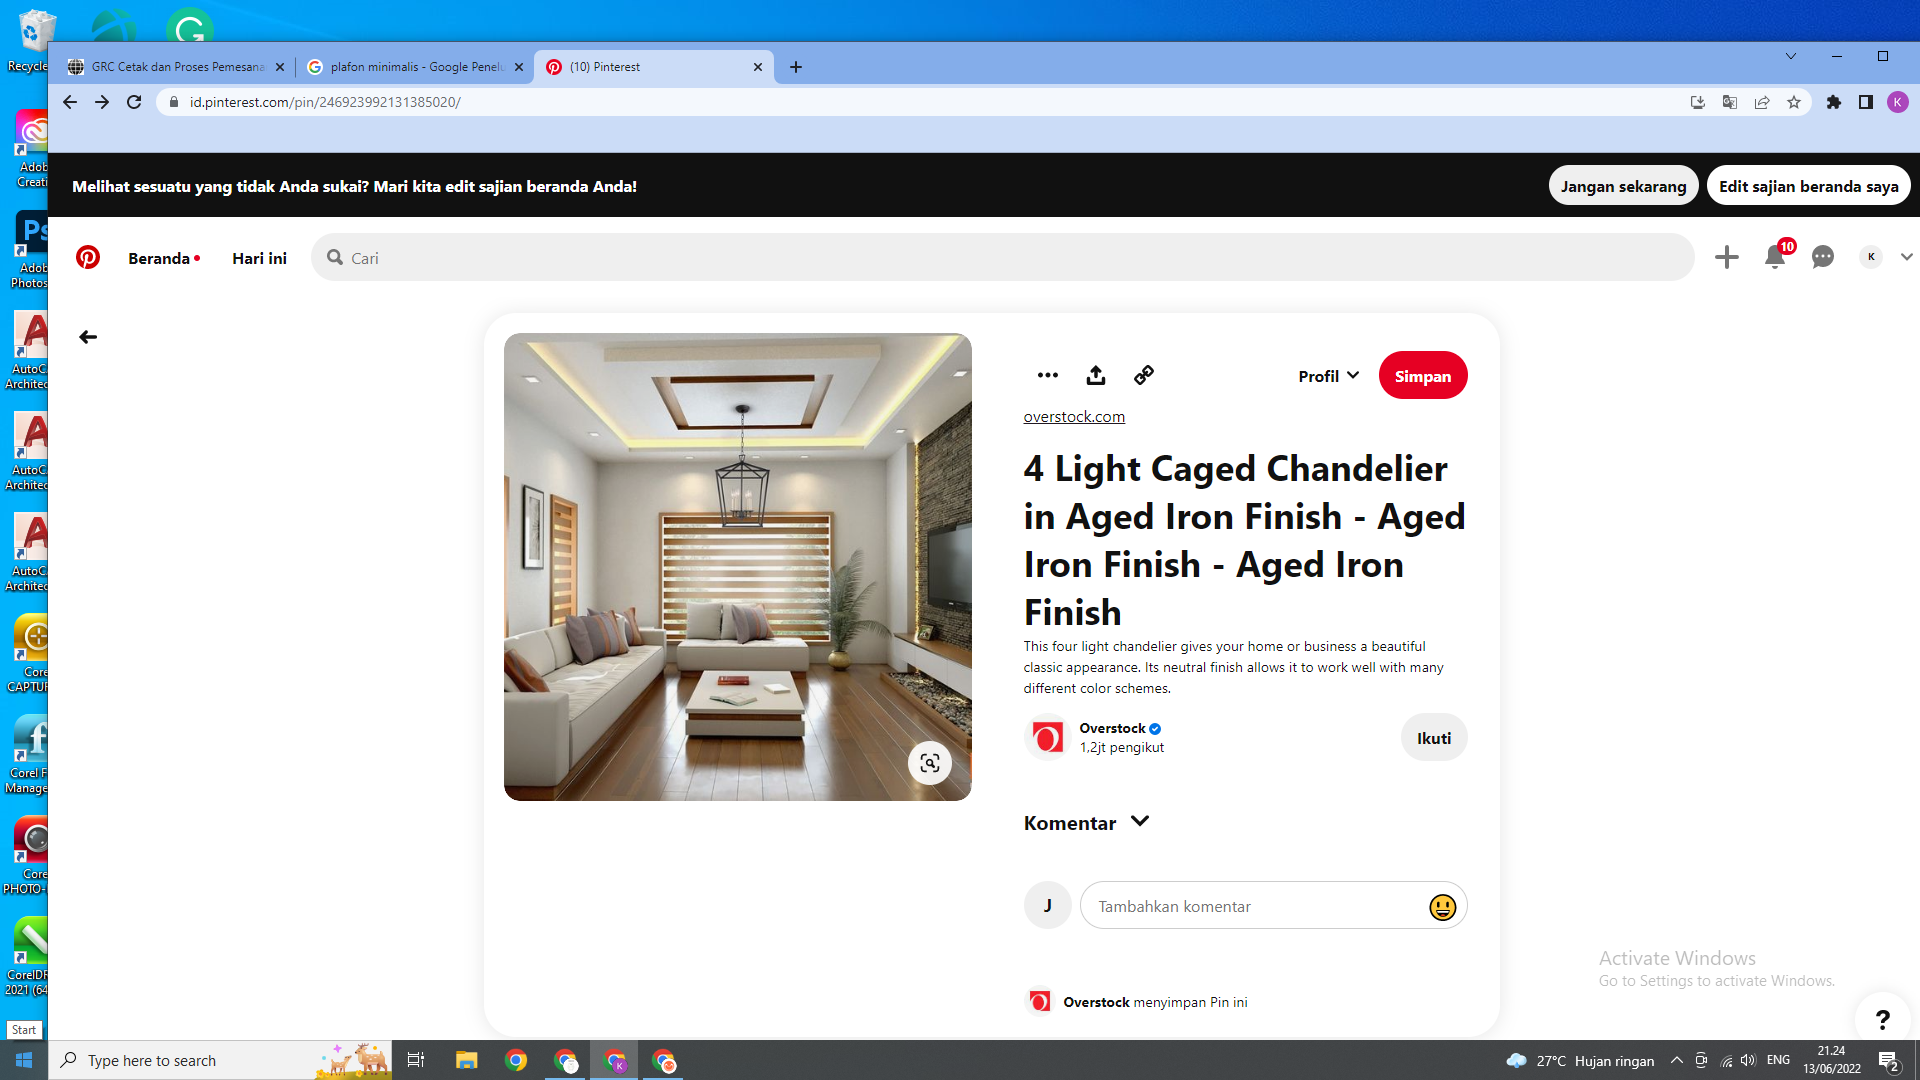 Recycle
Adob
Creati
Ps
Adob
Photos
AutoC
Architec
AutoC
Architec
AutoC
Architec
Core
CAPTUR
Corel F
Manage
Core
PHOTO-
CorelDR
2021 (64
Start
GRC Cetak dan Proses Pemesana
plafon minimalis - Google Penelu
(10) Pinterest
id.pinterest.com/pin/246923992131385020/
K
Melihat sesuatu yang tidak Anda sukai? Mari kita edit sajian beranda Anda!
Jangan sekarang
Edit sajian beranda saya
Beranda
Hari ini
Cari
10
K
Profil
Simpan
overstock.com
4 Light Caged Chandelier
in Aged Iron Finish - Aged
Iron Finish - Aged Iron
Finish
This four light chandelier gives your home or business a beautiful
classic appearance. Its neutral finish allows it to work well with many
different color schemes.
Overstock
1,2jt pengikut
Ikuti
Komentar
J
Tambahkan komentar
Overstock menyimpan Pin ini
Activate Windows
Go to Settings to activate Windows.
?
Type here to search
K
27°C Hujan ringan
ENG
21.24
13/06/2022
2